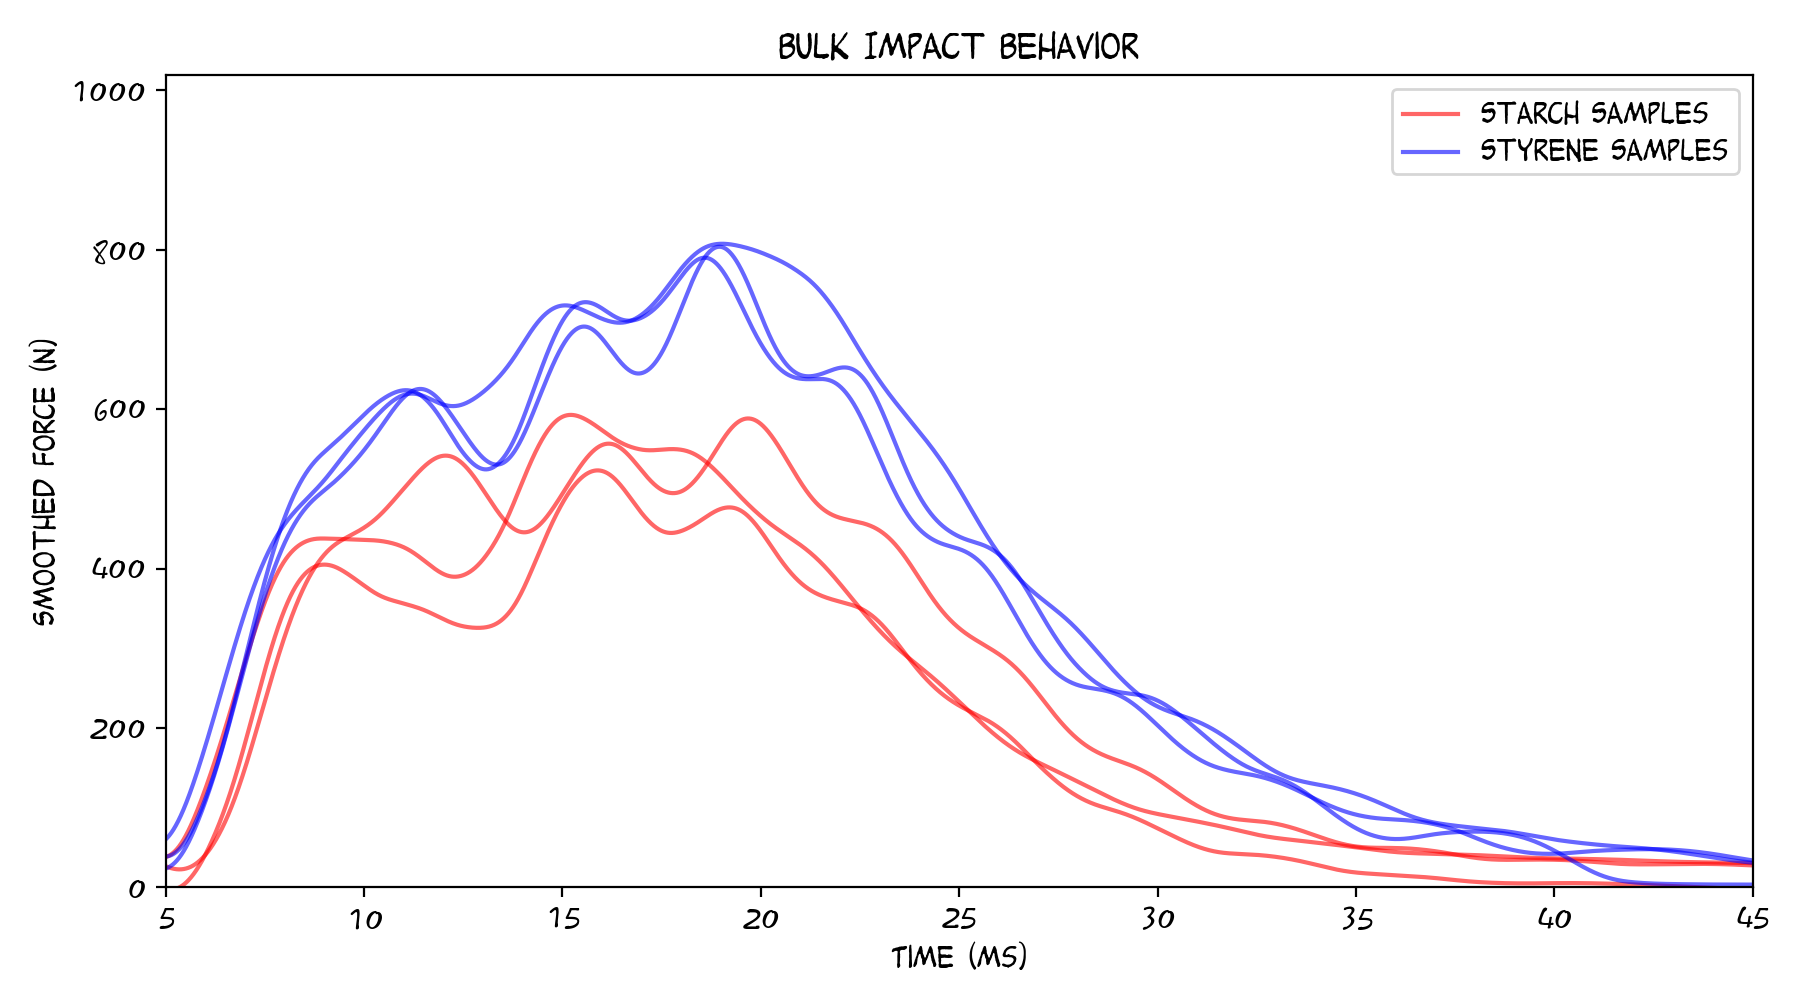 BULK IMPACT BEHAVIOR
STARCH SAMPLES
STYRENE SAMPLES
SMOOTHED FORCE (N)
1000
800
600
400
200
0
5 10 15 20 25 30 35 40 45
TIME (MS)